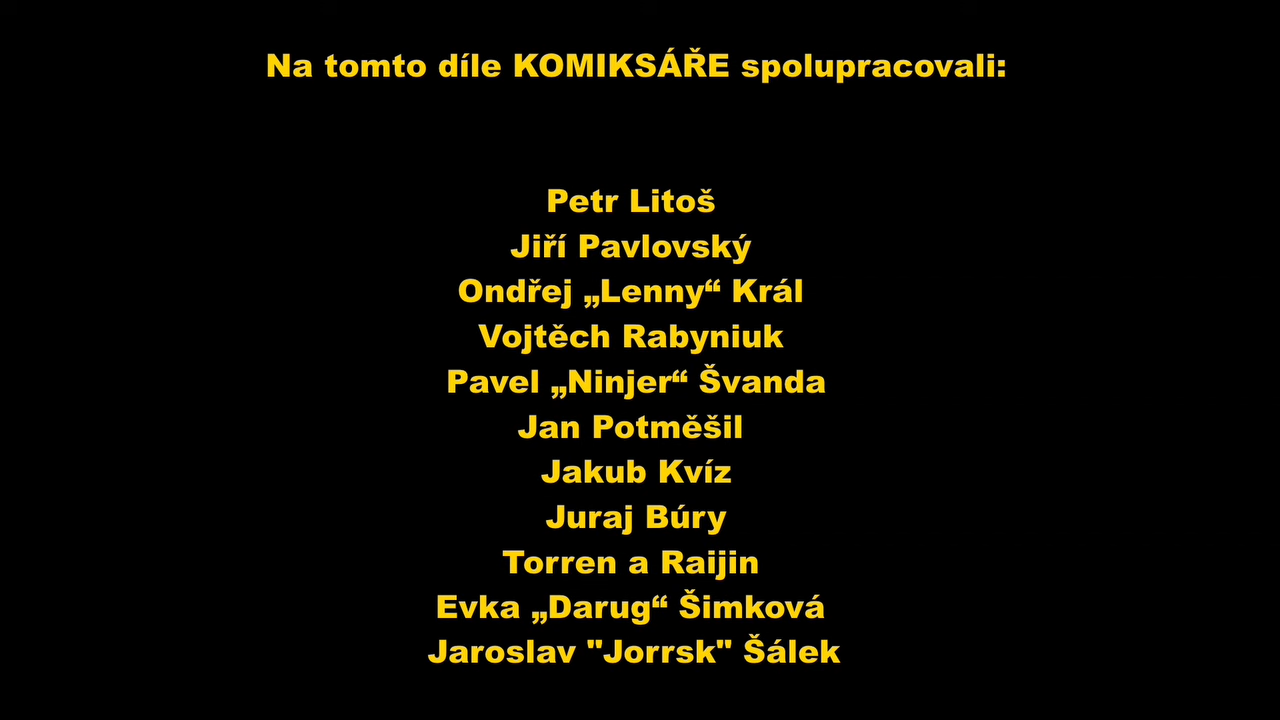 Na tomto díle KOMIKSÁŘE spolupracovali:
Petr Litoš
Jiří Pavlovský
Ondřej „Lenny“ Král
Vojtěch Rabyniuk
Pavel „Ninjer“ Švanda
Jan Potměšil
Jakub Kvíz
Juraj Búry
Torren a Raijin
Evka „Darug“ Šimková
Jaroslav "Jorrsk" Šálek